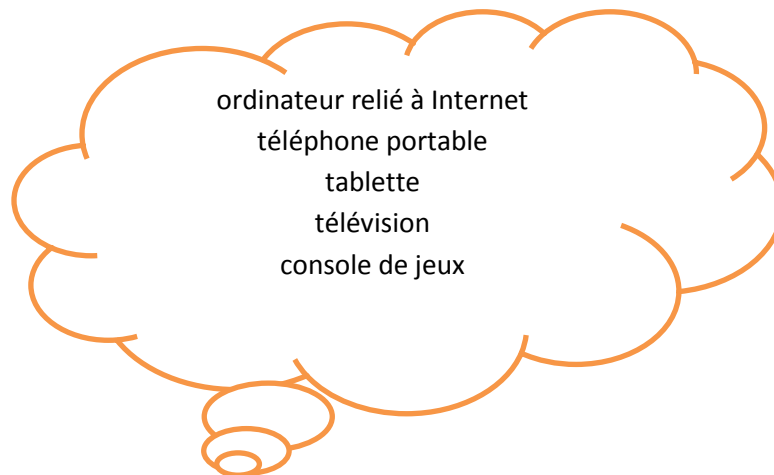 ordinateur relié à Internet
téléphone portable
tablette
télévision
console de jeux